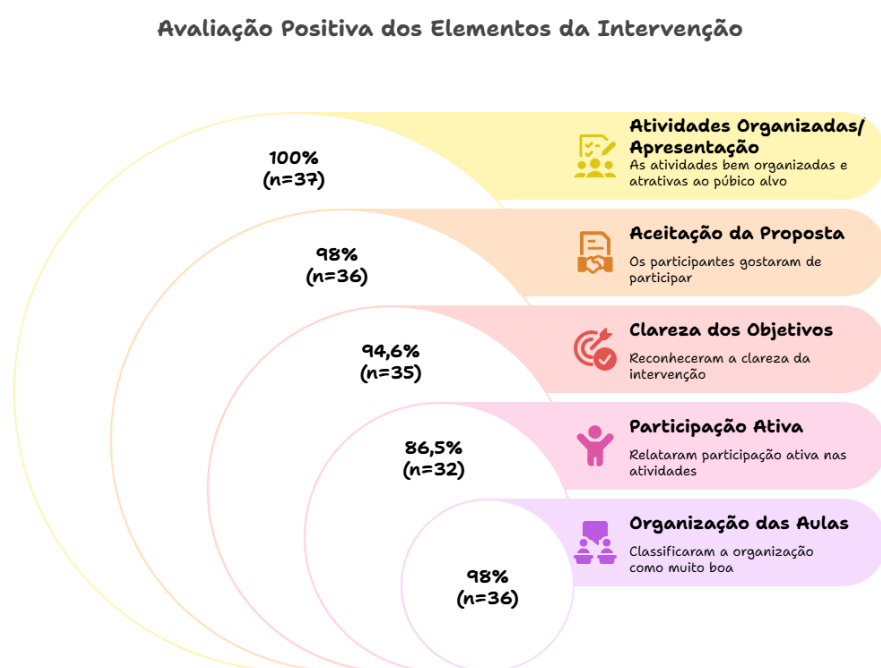 Avaliação Positiva dos Elementos da Intervenção
100%
(n=37)
Atividades Organizadas/
Apresentação
As atividades bem organizadas e
atrativas ao púbico alvo
98%
(n=36)
Aceitação da Proposta
Os participantes gostaram de
participar
94,6%
(n=35)
Clareza dos Objetivos
Reconheceram a clareza da
intervenção
86,5%
(n=32)
Participação Ativa
Relataram participação ativa nas
atividades
98%
(n=36)
Organização das Aulas
Classificaram a organização
como muito boa